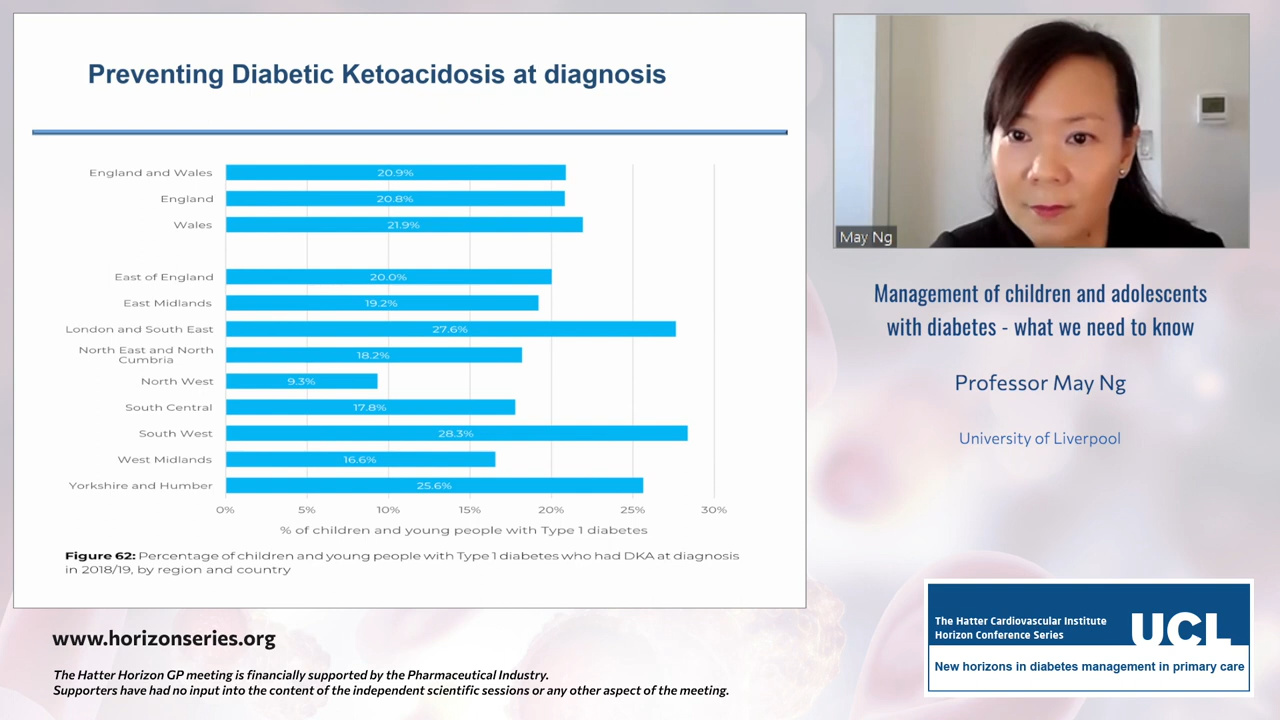 Preventing Diabetic Ketoacidosis at diagnosis
England and Wales 20.9%
England 20.8%
Wales 21.9%
East of England 20.0%
East Midlands 19.2%
London and South East 27.6%
North East and North
Cumbria 18.2%
North West 9.3%
South Central 17.8%
South West 28.3%
West Midlands 16.6%
Yorkshire and Humber 25.6%
0% 5% 10% 15% 20% 25% 30%
% of children and young people with Type 1 diabetes
Figure 62: Percentage of children and young people with Type 1 diabetes who had DKA at diagnosis
in 2018/19, by region and country
May Ng
Management of children and adolescents
with diabetes - what we need to know
Professor May Ng
University of Liverpool
www.horizonseries.org
The Hatter Horizon GP meeting is financially supported by the Pharmaceutical Industry.
Supporters have had no input into the content of the independent scientific sessions or any other aspect of the meeting.
The Hatter Cardiovascular Institute
Horizon Conference Series
UCL
New horizons in diabetes management in primary care